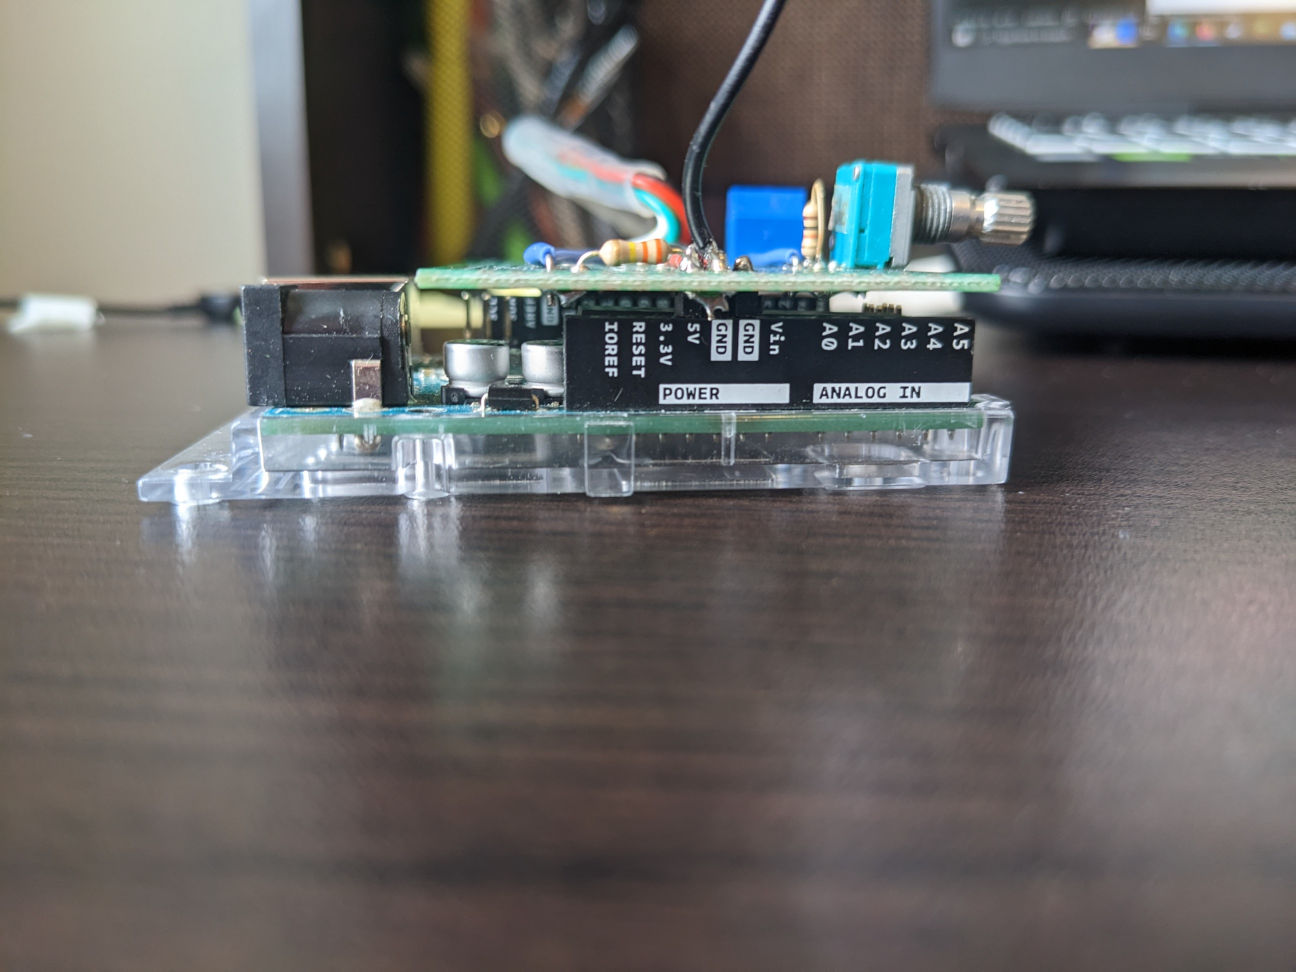 IOREF
RESET
3.3V
5V
GND
GND
Vin
A0
A1
A2
A3
A4
A5
POWER
ANALOG IN